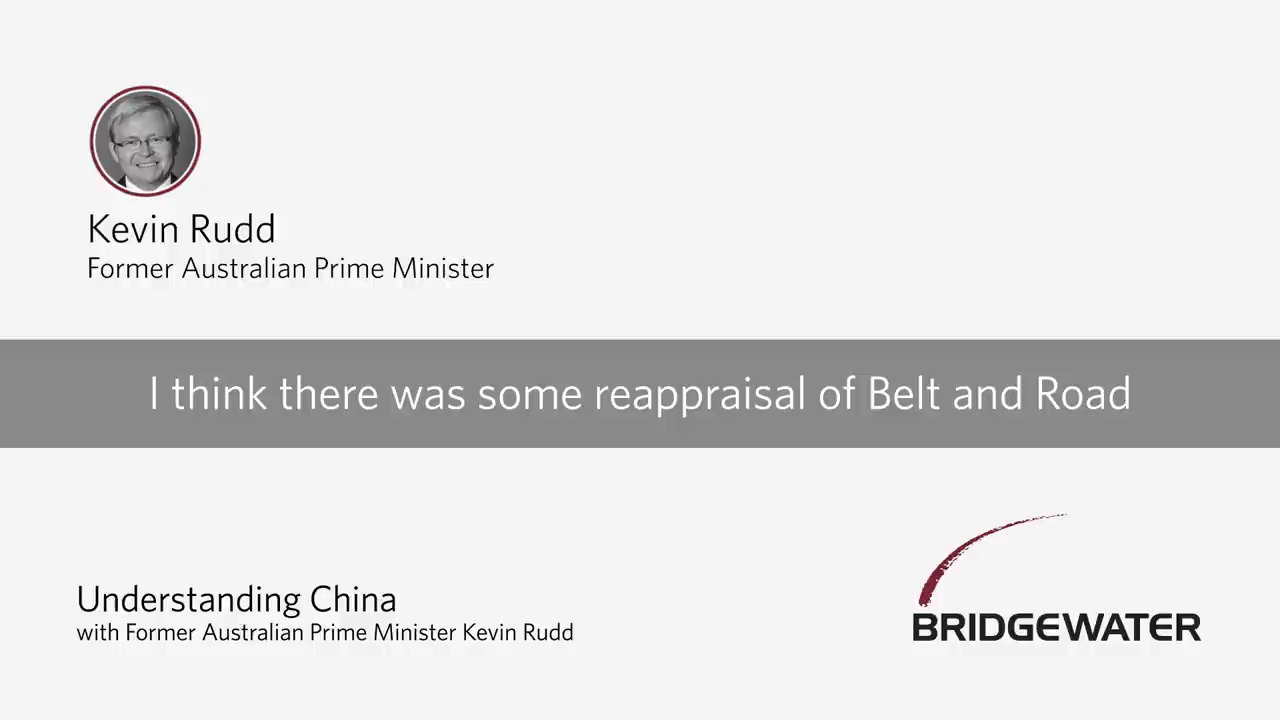 Kevin Rudd
Former Australian Prime Minister
I think there was some reappraisal of Belt and Road
Understanding China
with Former Australian Prime Minister Kevin Rudd
BRIDGEWATER